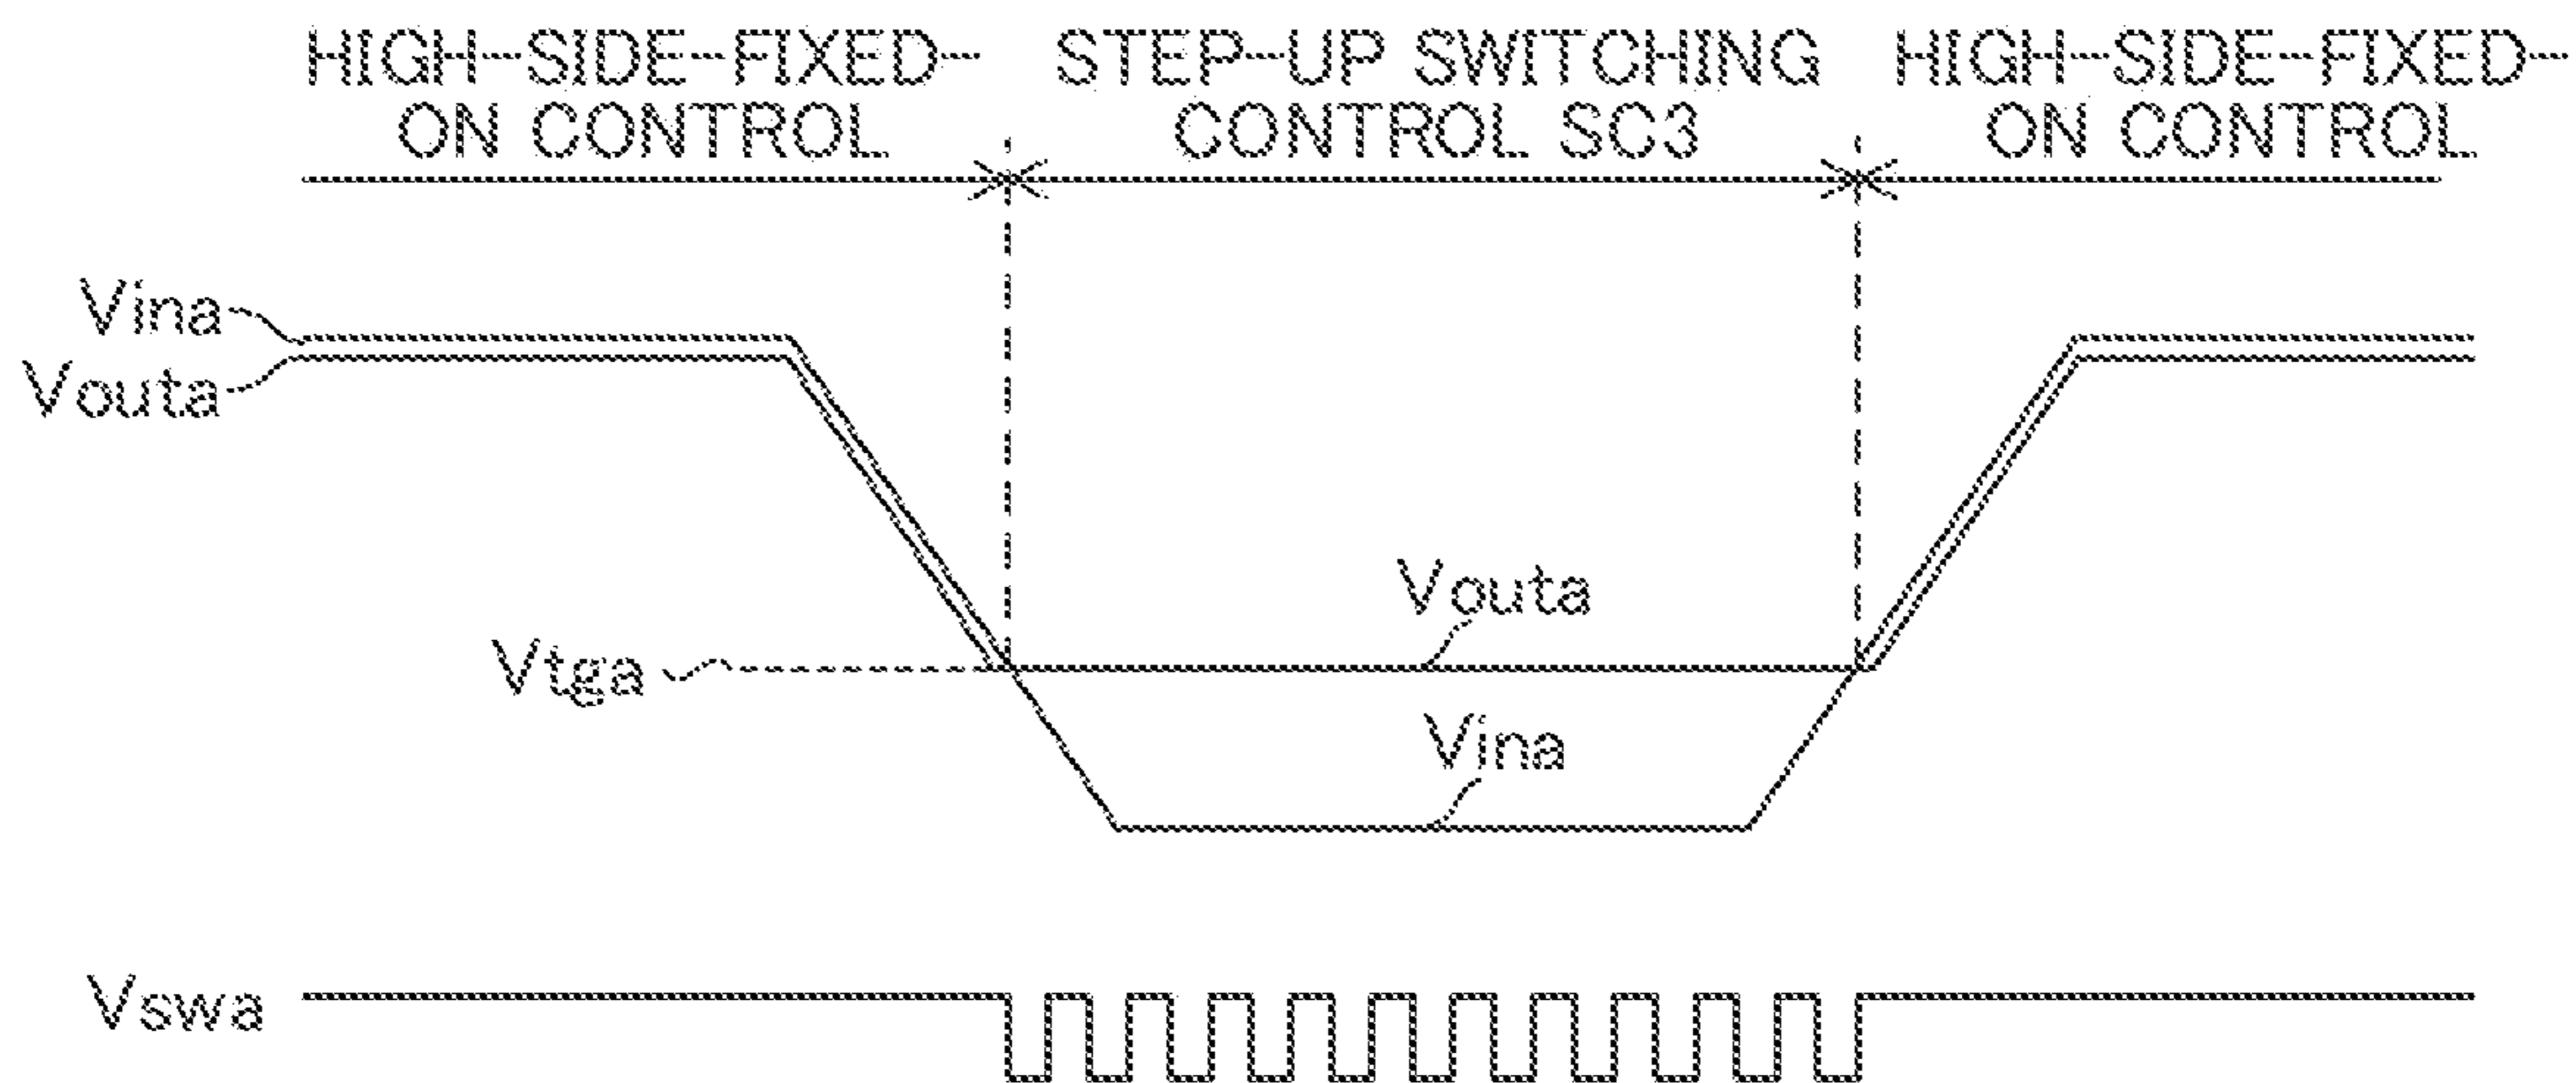 HIGH-SIDE-FIXED-
ON CONTROL
STEP-UP SWITCHING
CONTROL SC3
HIGH-SIDE-FIXED-
ON CONTROL
Vina
Vouta
Vouta
Vtga
Vina
Vswa